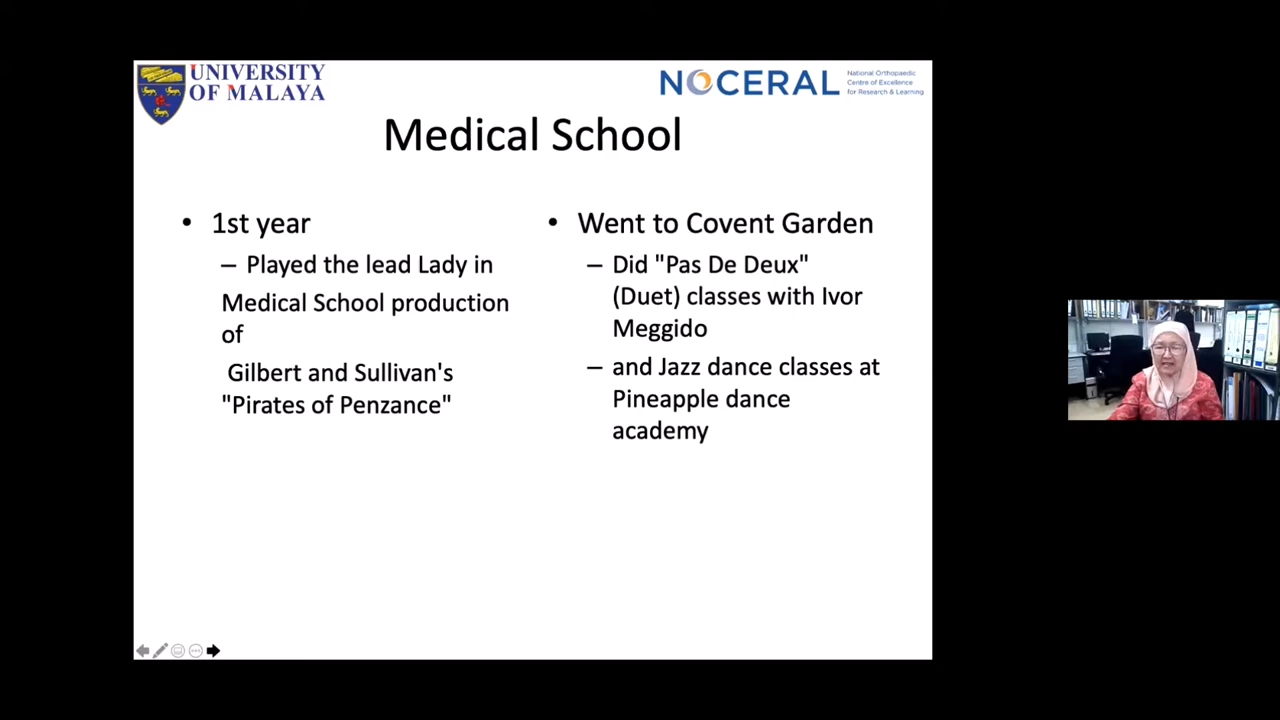 UNIVERSITY
OF MALAYA
NOCERAL
National Orthopaedic
Centre of Excellence
for Research & Learning
Medical School
• 1st year
– Played the lead Lady in
Medical School production
of
Gilbert and Sullivan's
"Pirates of Penzance"
• Went to Covent Garden
– Did "Pas De Deux"
(Duet) classes with Ivor
Meggido
– and Jazz dance classes at
Pineapple dance
academy